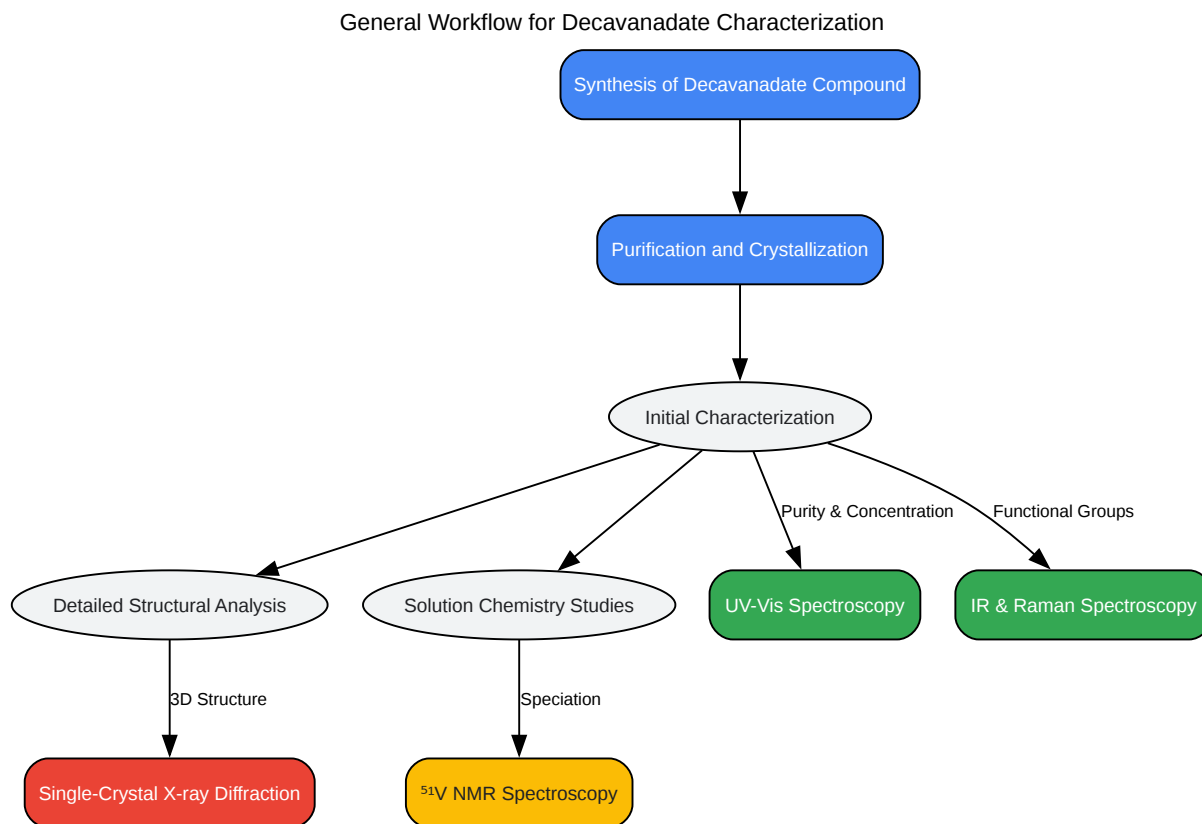 General Workflow for Decavanadate Characterization
Synthesis of Decavanadate Compound
Purification and Crystallization
Initial Characterization
Purity & Concentration
Functional Groups
Detailed Structural Analysis
Solution Chemistry Studies
UV-Vis Spectroscopy
IR & Raman Spectroscopy
3D Structure
Speciation
Single-Crystal X-ray Diffraction
⁵¹V NMR Spectroscopy